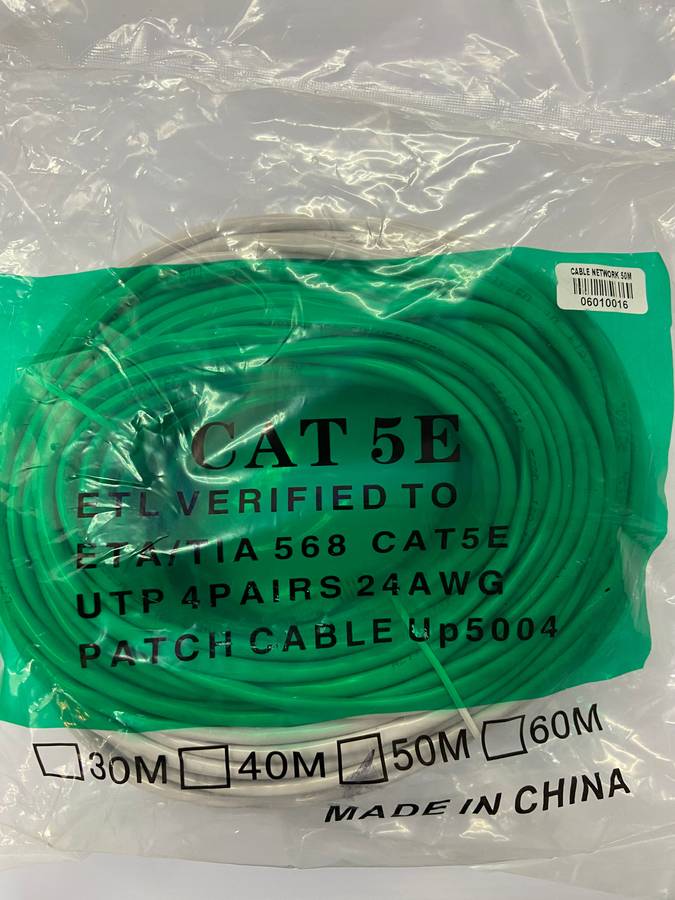 CABLE NETWORK 50M
06010016
CAT 5E
ETL VERIFIED TO
ETA/TIA 568 CAT5E
UTP 4PAIRS 24AWG
PATCH CABLE Up5004
30M 40M 50M 60M
MADE IN CHINA